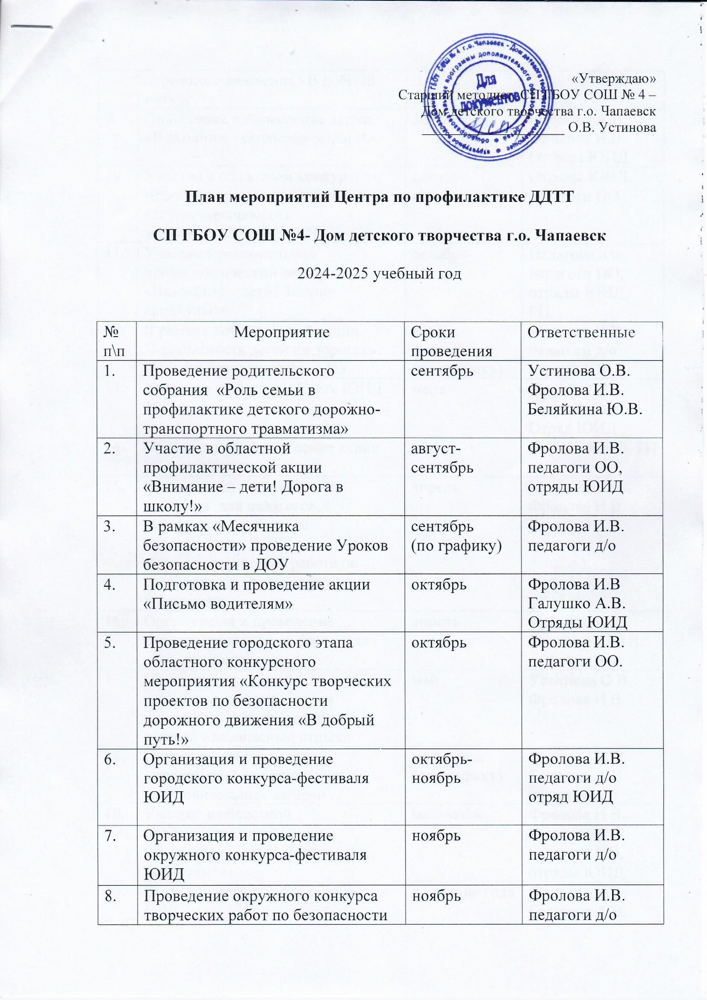 «Утверждаю»
Старший методист СП ГБОУ СОШ № 4 –
Дом детского творчества г.о. Чапаевск
О.В. Устинова
Для
документов
План мероприятий Центра по профилактике ДДТТ
СП ГБОУ СОШ №4- Дом детского творчества г.о. Чапаевск
2024-2025 учебный год
№
п\п
Мероприятие
Сроки
проведения
Ответственные
1.
Проведение родительского
собрания «Роль семьи в
профилактике детского дорожно-
транспортного травматизма»
сентябрь
Устинова О.В.
Фролова И.В.
Беляйкина Ю.В.
2.
Участие в областной
профилактической акции
«Внимание – дети! Дорога в
школу!»
август-
сентябрь
Фролова И.В.
педагоги ОО,
отряды ЮИД
3.
В рамках «Месячника
безопасности» проведение Уроков
безопасности в ДОУ
сентябрь
(по графику)
Фролова И.В.
педагоги д/о
4.
Подготовка и проведение акции
«Письмо водителям»
октябрь
Фролова И.В
Галушко А.В.
Отряды ЮИД
5.
Проведение городского этапа
областного конкурсного
мероприятия «Конкурс творческих
проектов по безопасности
дорожного движения «В добрый
путь!»
октябрь
Фролова И.В.
педагоги ОО.
6.
Организация и проведение
городского конкурса-фестиваля
ЮИД
октябрь-
ноябрь
Фролова И.В.
педагоги д/о
отряд ЮИД
7.
Организация и проведение
окружного конкурса-фестиваля
ЮИД
ноябрь
Фролова И.В.
педагоги д/о
8.
Проведение окружного конкурса
творческих работ по безопасности
ноябрь
Фролова И.В.
педагоги д/о